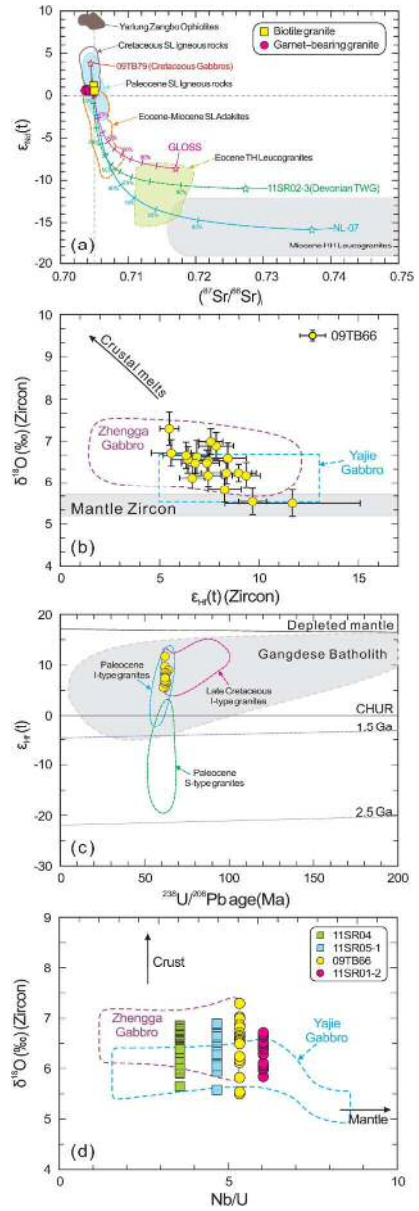 Yarlung Zangbo Ophiolites
Cretaceous SL Igneous rocks
09TB79 (Cretaceous Gabbros)
Paleocene SL Igneous rocks
Eocene-Miocene SL Adakites
Biotite granite
Garnet-bearing granite
GLOSS
Eocene TH Leucogranites
11SR02-3(Devonian TWG)
NL-07
Miocene HH Leucogranites
(a)
εNd(t)
20
15
10
5
0
-5
-10
-15
-20
0.70
0.71
0.72
0.73
0.74
0.75
(⁸⁷Sr/⁸⁶Sr)i
09TB66
Crustal melts
Zhengga
Gabbro
Yajie
Gabbro
Mantle Zircon
(b)
δ¹⁸O(‰)(Zircon)
10
9
8
7
6
5
4
0
5
10
15
εHf(t)(Zircon)
Depleted mantle
Gangdese Batholith
Paleocene
I-type granites
Late Cretaceous
I-type granites
CHUR
1.5 Ga
Paleocene
S-type granites
2.5 Ga
(c)
εHf(t)
20
10
0
-10
-20
-30
0
50
100
150
200
²³⁸U/²⁰⁶Pb age(Ma)
11SR04
11SR05-1
09TB66
11SR01-2
Crust
Zhengga
Gabbro
Yajie
Gabbro
Mantle
(d)
δ¹⁸O(‰)(Zircon)
9
8
7
6
5
4
0
5
10
Nb/U